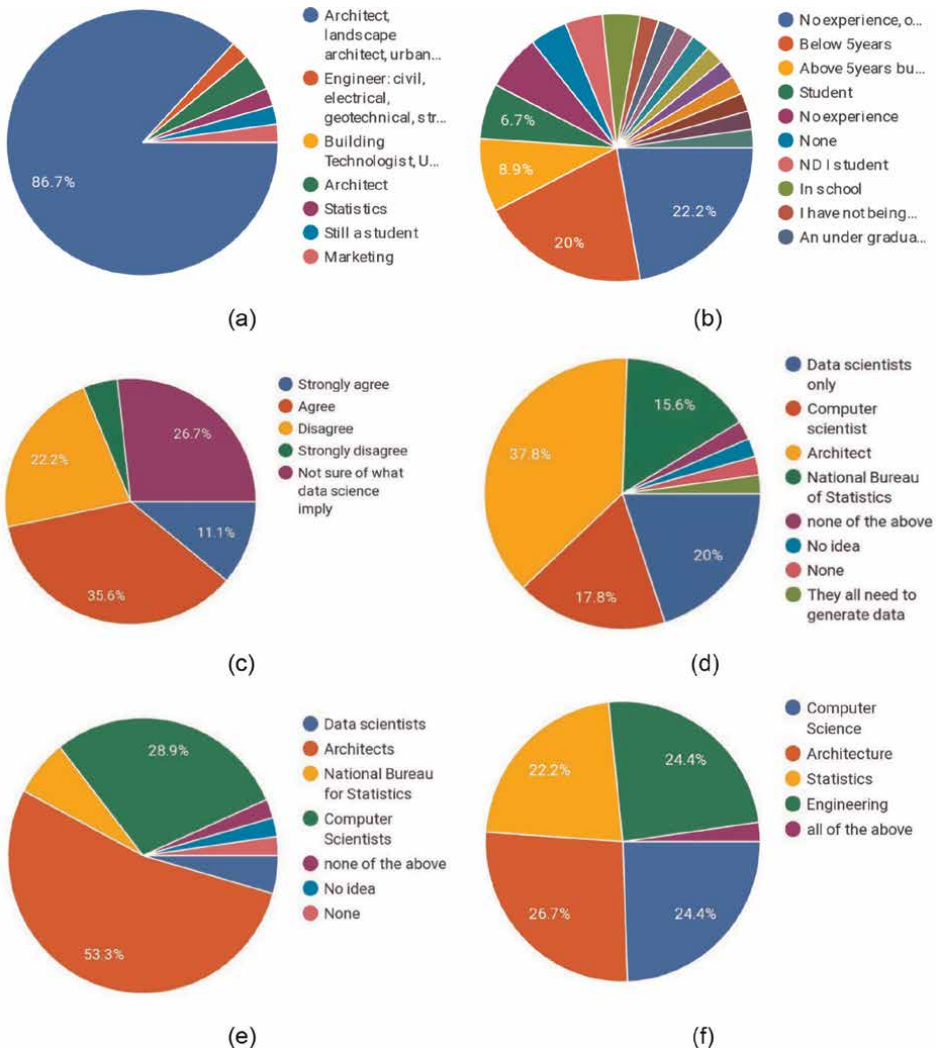 Architect,
landscape
architect, urban...
Engineer: civil,
electrical,
geotechnical, str...
Building
Technologist, U...
Architect
Statistics
Still a student
Marketing
86.7%
(a)
No experience, o...
Below 5years
Above 5years bu...
Student
No experience
None
ND I student
In school
I have not being...
An under gradua...
6.7%
8.9%
20%
22.2%
(b)
Strongly agree
Agree
Disagree
Strongly disagree
Not sure of what
data science
imply
26.7%
22.2%
11.1%
35.6%
(c)
Data scientists
only
Computer
scientist
Architect
National Bureau
of Statistics
none of the above
No idea
None
They all need to
generate data
15.6%
37.8%
20%
17.8%
(d)
Data scientists
Architects
National Bureau
for Statistics
Computer
Scientists
none of the above
No idea
None
28.9%
53.3%
(e)
Computer
Science
Architecture
Statistics
Engineering
all of the above
22.2%
24.4%
26.7%
24.4%
(f)